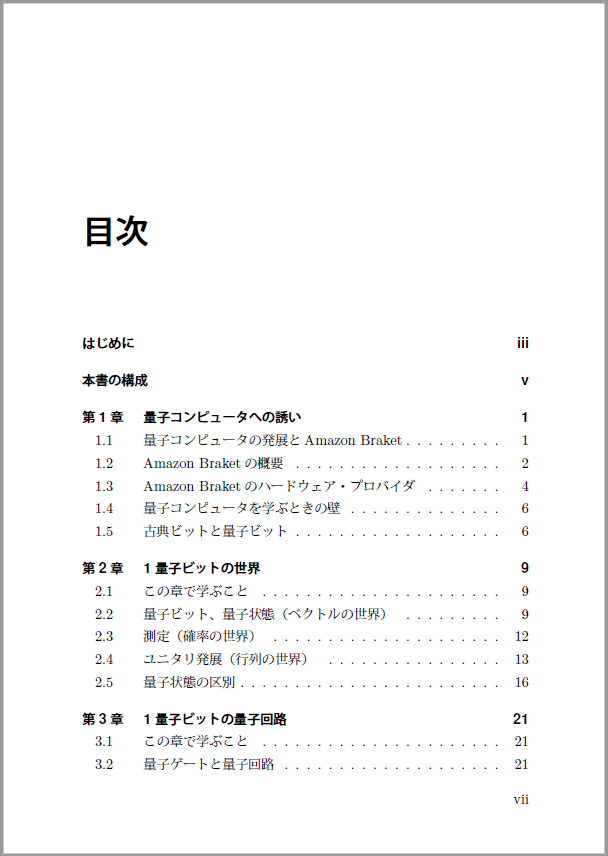 目次
はじめに iii
本書の構成 v
第1章 量子コンピュータへの誘い 1
1.1 量子コンピュータの発展と Amazon Braket . . . . . . . . . 1
1.2 Amazon Braket の概要 . . . . . . . . . . . . . . . . . . . 2
1.3 Amazon Braket のハードウェア・プロバイダ . . . . . . . 4
1.4 量子コンピュータを学ぶときの壁 . . . . . . . . . . . . . . 6
1.5 古典ビットと量子ビット . . . . . . . . . . . . . . . . . . . 6
第2章 1 量子ビットの世界 9
2.1 この章で学ぶこと . . . . . . . . . . . . . . . . . . . . . . 9
2.2 量子ビット、量子状態（ベクトルの世界） . . . . . . . . . 9
2.3 測定（確率の世界） . . . . . . . . . . . . . . . . . . . . . 12
2.4 ユニタリ発展（行列の世界） . . . . . . . . . . . . . . . . 13
2.5 量子状態の区別 . . . . . . . . . . . . . . . . . . . . . . . . 16
第3章 1 量子ビットの量子回路 21
3.1 この章で学ぶこと . . . . . . . . . . . . . . . . . . . . . . 21
3.2 量子ゲートと量子回路 . . . . . . . . . . . . . . . . . . . . 21
vii